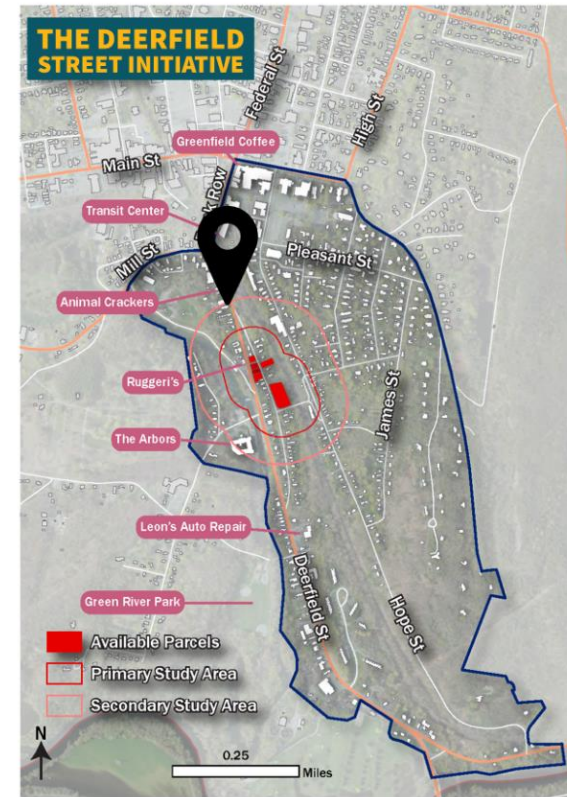 THE DEERFIELD
STREET INITIATIVE
Federal St
High St
Greenfield Coffee
Main St
Transit Center
Pleasant St
Mill St
Animal Crackers
Ruggeri's
James St
The Arbors
Leon's Auto Repair
Deerfield St
Green River Park
Hope St
Available Parcels
Primary Study Area
Secondary Study Area
N
0.25
Miles